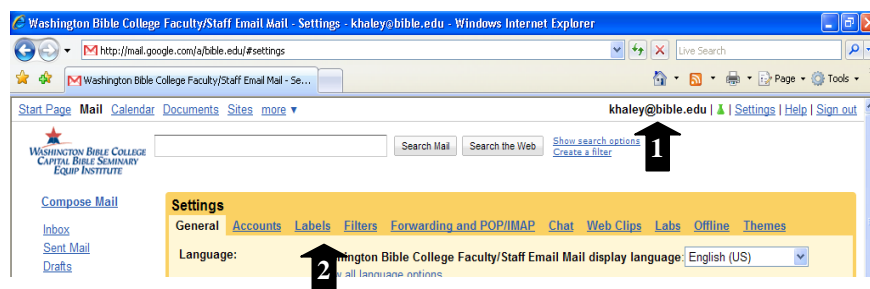 Washington Bible College Faculty/Staff Email Mail - Settings - khaley@bible.edu - Windows Internet Explorer
http://mail.google.com/a/bible.edu/#settings
Live Search
Washington Bible College Faculty/Staff Email Mail - Se...
Page
Tools
Start Page Mail Calendar Documents Sites more ▼
khaley@bible.edu | Settings | Help | Sign out
WASHINGTON BIBLE COLLEGE
CAPITAL BIBLE SEMINARY
EQUIP INSTITUTE
Search Mail
Search the Web
Show search options
Create a filter
1
Compose Mail
Inbox
Sent Mail
Drafts
Settings
General Accounts Labels Filters Forwarding and POP/IMAP Chat Web Clips Labs Offline Themes
Language:
hington Bible College Faculty/Staff Email Mail display language: English (US)
all language options
2